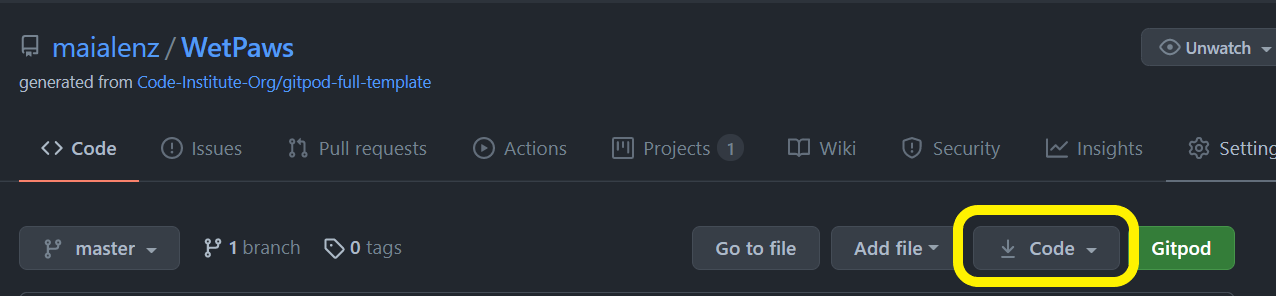 maialenz / WetPaws
Unwatch
generated from Code-Institute-Org/gitpod-full-template
Code Issues Pull requests Actions Projects 1 Wiki Security Insights Setting
master 1 branch 0 tags Go to file Add file Code Gitpod